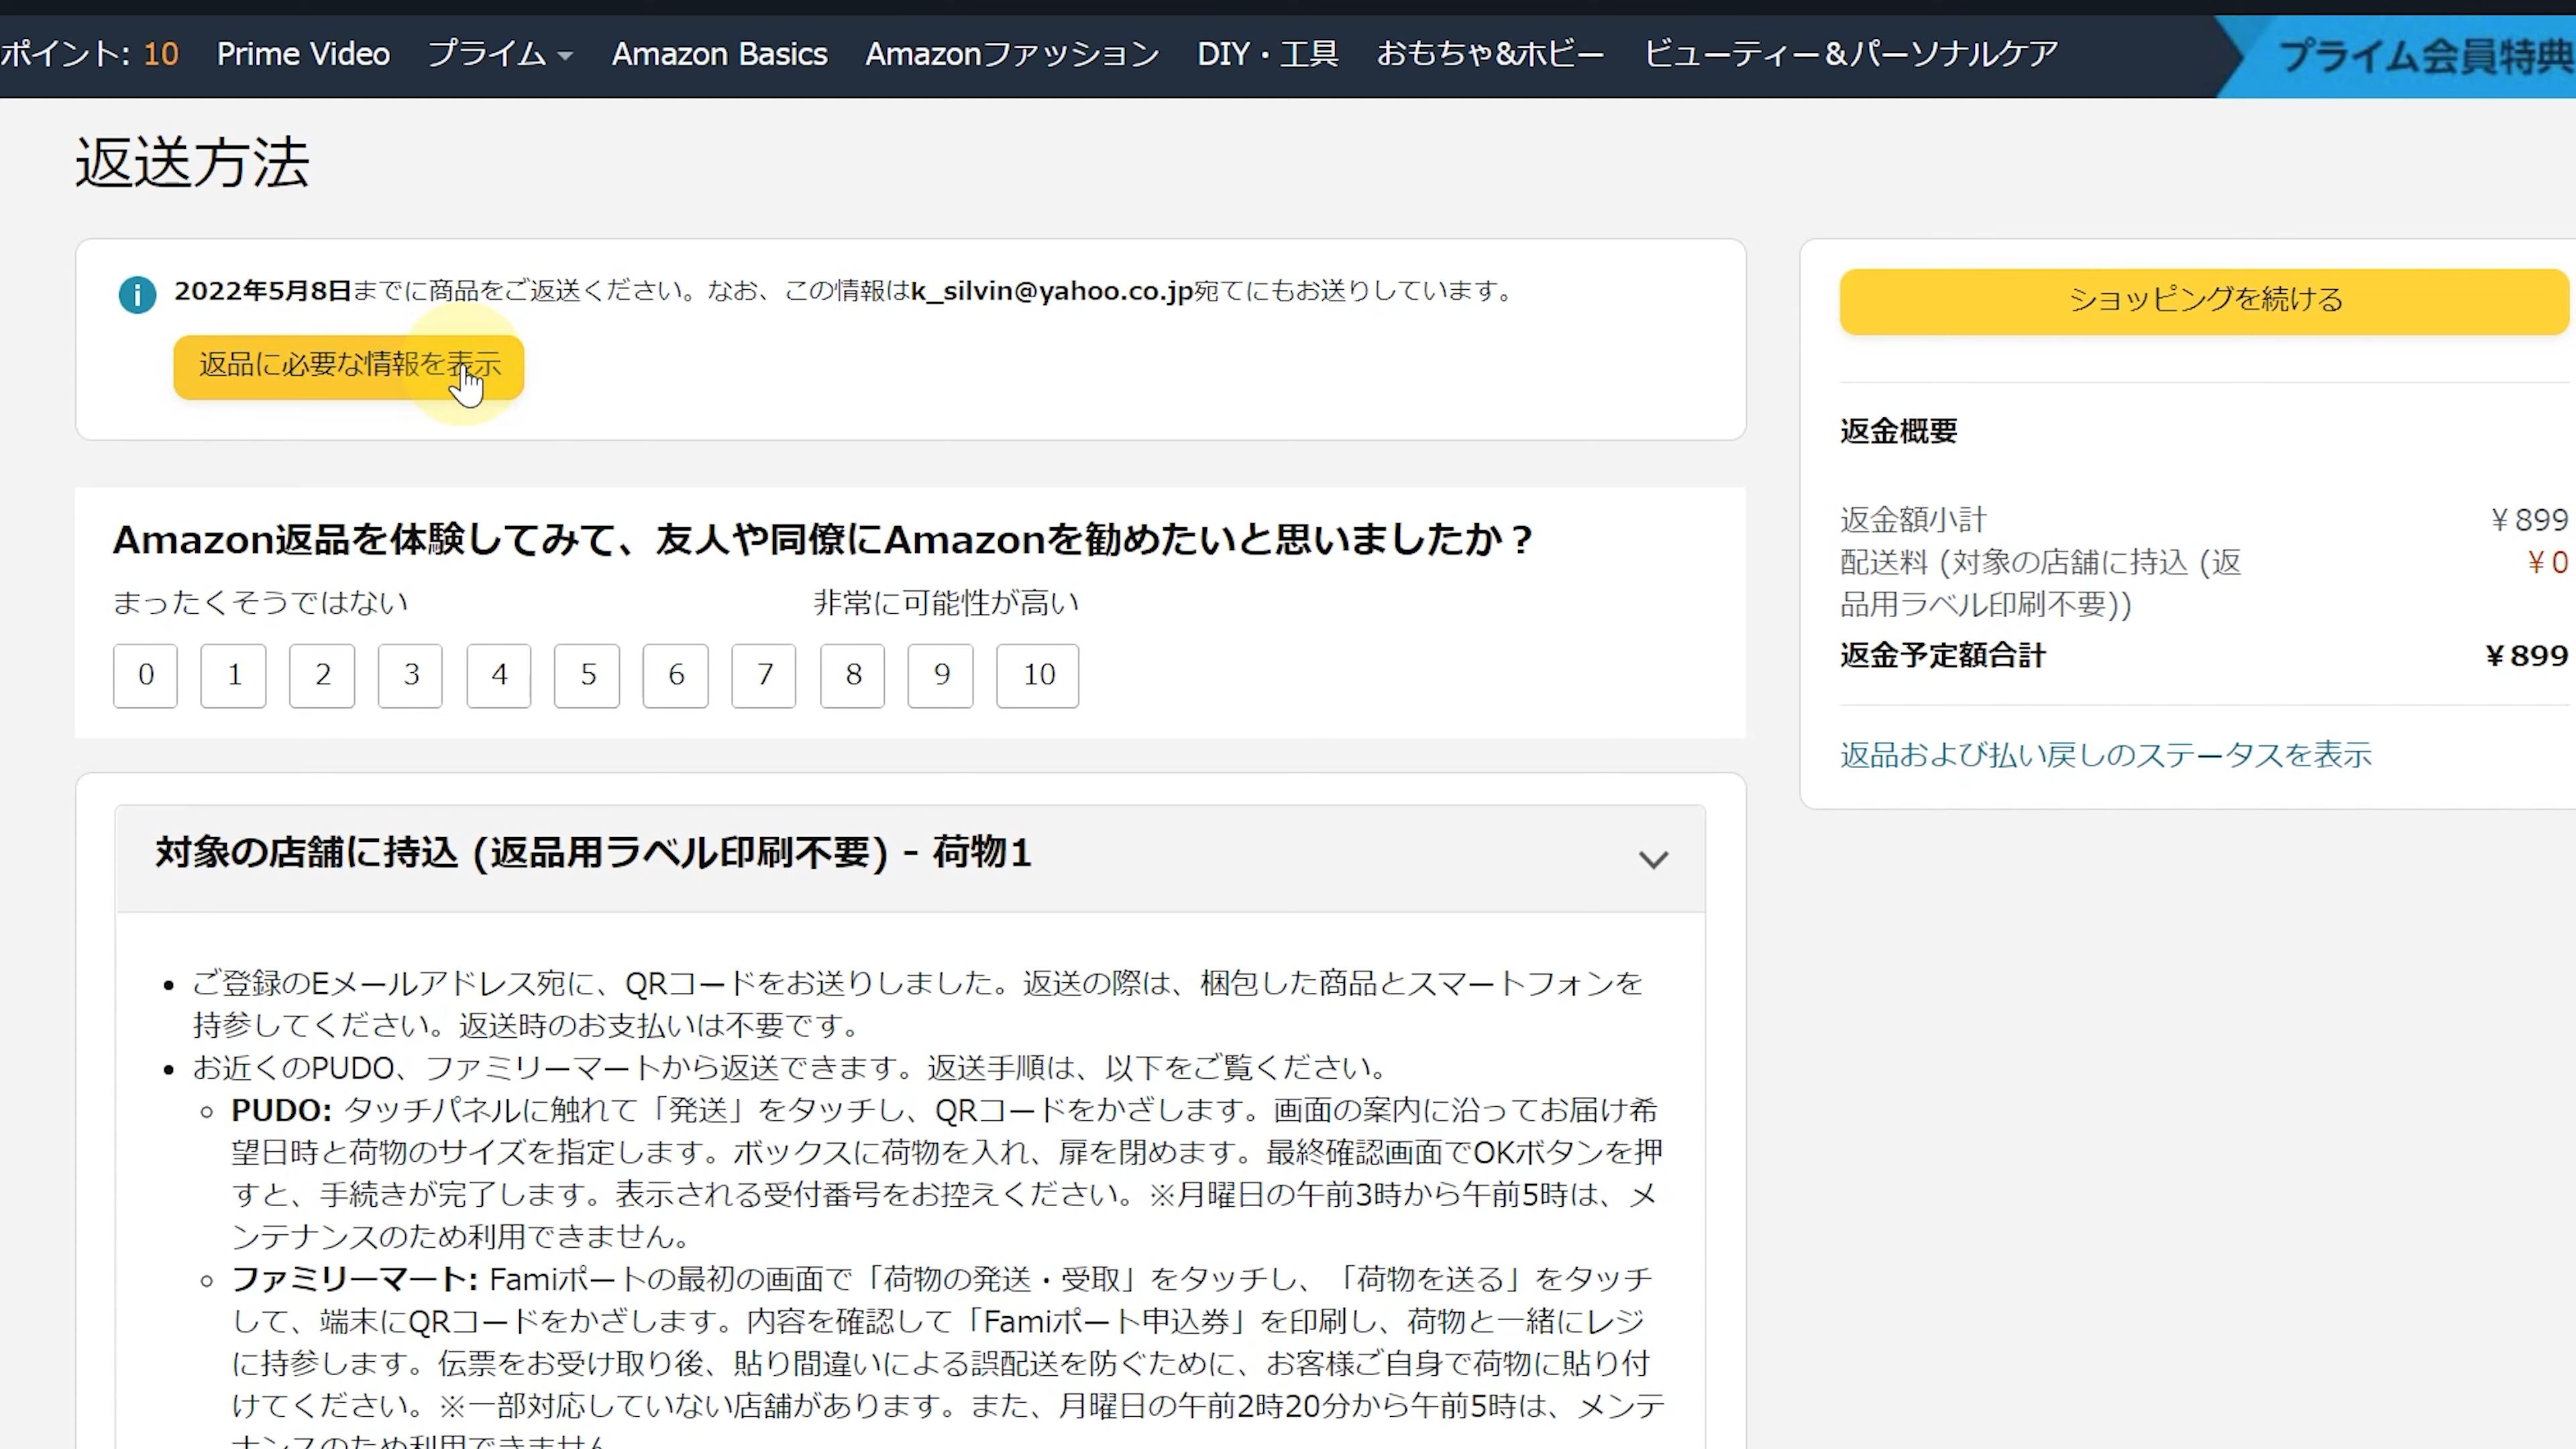 ポイント: 10 Prime Video プライム Amazon Basics Amazonファッション DIY・工具 おもちゃ&ホビー ビューティー＆パーソナルケア プライム会員特典
返送方法
2022年5月8日までに商品をご返送ください。なお、この情報はk_silvin@yahoo.co.jp宛てにもお送りしています。
返品に必要な情報を表示
Amazon返品を体験してみて、友人や同僚にAmazonを勧めたいと思いましたか？
まったくそうではない 非常に可能性が高い
0 1 2 3 4 5 6 7 8 9 10
対象の店舗に持込 (返品用ラベル印刷不要) - 荷物1
• ご登録のEメールアドレス宛に、QRコードをお送りしました。返送の際は、梱包した商品とスマートフォンを
持参してください。返送時のお支払いは不要です。
• お近くのPUDO、ファミリーマートから返送できます。返送手順は、以下をご覧ください。
PUDO: タッチパネルに触れて「発送」をタッチし、QRコードをかざします。画面の案内に沿ってお届け希
望日時と荷物のサイズを指定します。ボックスに荷物を入れ、扉を閉めます。最終確認画面でOKボタンを押
すと、手続きが完了します。表示される受付番号をお控えください。※月曜日の午前3時から午前5時は、メ
ンテナンスのため利用できません。
ファミリーマート: Famiポートの最初の画面で「荷物の発送・受取」をタッチし、「荷物を送る」をタッチ
して、端末にQRコードをかざします。内容を確認して「Famiポート申込券」を印刷し、荷物と一緒にレジ
に持参します。伝票をお受け取り後、貼り間違いによる誤配送を防ぐために、お客様ご自身で荷物に貼り付
けてください。※一部対応していない店舗があります。また、月曜日の午前2時20分から午前5時は、メンテ
ナンスのため利用できません
ショッピングを続ける
返金概要
返金額小計 ￥899
配送料 (対象の店舗に持込 (返 ￥0
品用ラベル印刷不要))
返金予定額合計 ￥899
返品および払い戻しのステータスを表示